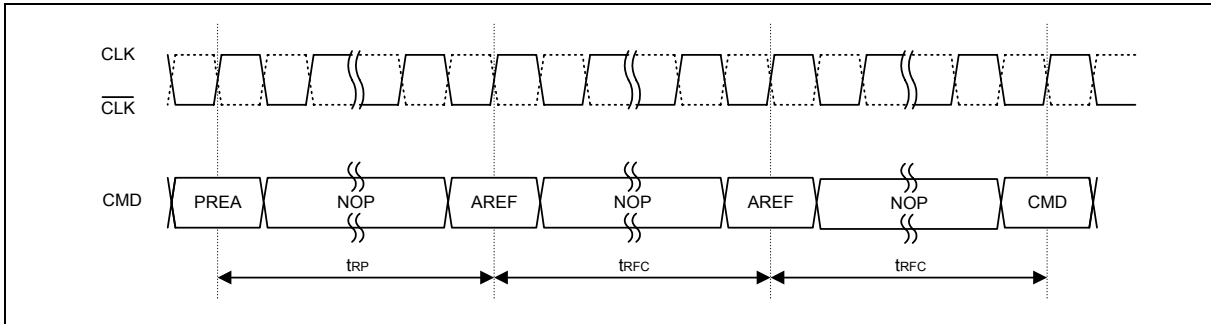 CLK
CLK
CMD PREA NOP AREF NOP AREF NOP CMD
tRP tRFC tRFC